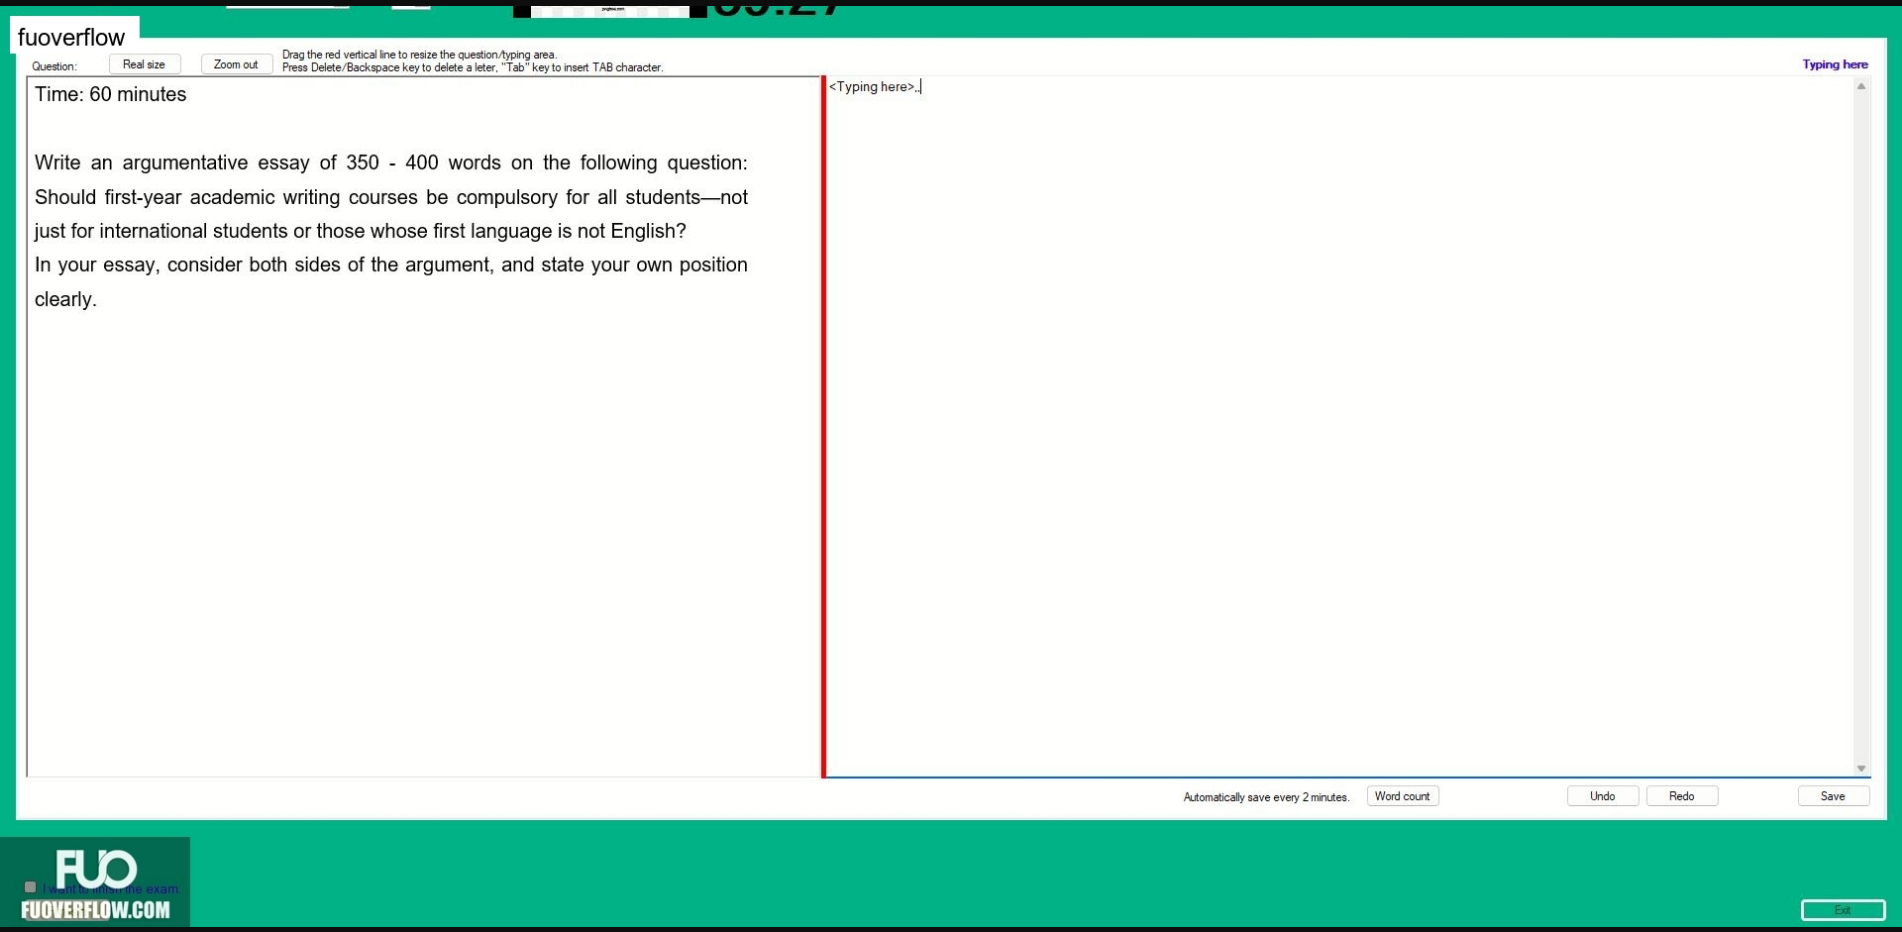 fuoverflow
Question:
Real size
Zoom out
Drag the red vertical line to resize the question/typing area.
Press Delete/Backspace key to delete a leter, "Tab" key to insert TAB character.
Typing here
Time: 60 minutes
<Typing here>..
Write an argumentative essay of 350 - 400 words on the following question:
Should first-year academic writing courses be compulsory for all students—not
just for international students or those whose first language is not English?
In your essay, consider both sides of the argument, and state your own position
clearly.
Automatically save every 2 minutes.
Word count
Undo
Redo
Save
FUO
I want to finish the exam.
FUOVERFLOW.COM
Exit